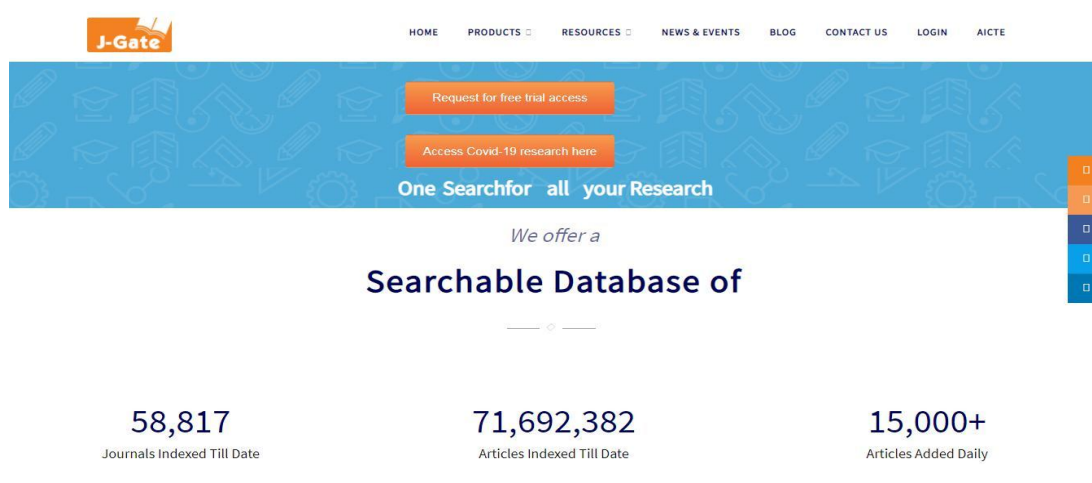 J-Gate
HOME PRODUCTS RESOURCES NEWS & EVENTS BLOG CONTACT US LOGIN AICTE
Request for free trial access
Access Covid-19 research here
One Searchfor all your Research
We offer a
Searchable Database of
58,817 71,692,382 15,000+
Journals Indexed Till Date Articles Indexed Till Date Articles Added Daily